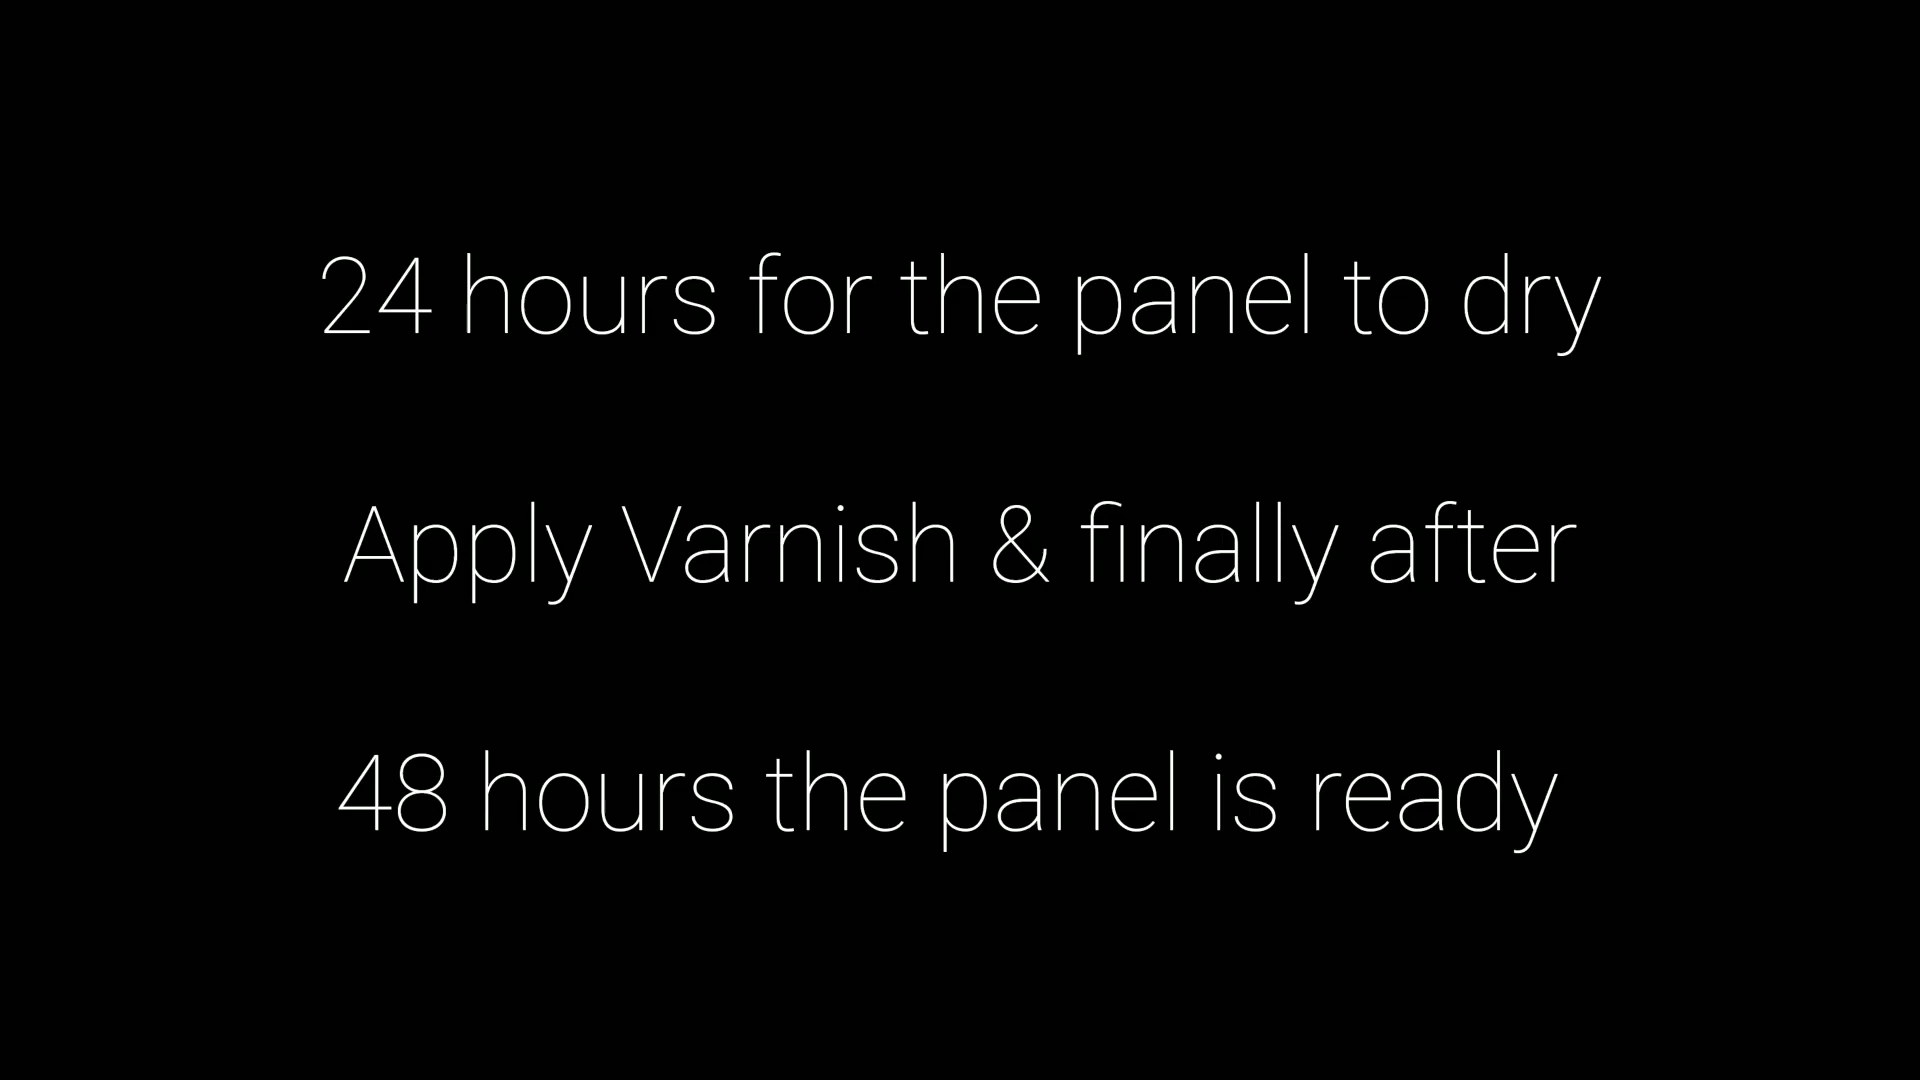 24 hours for the panel to dry
Apply Varnish & finally after
48 hours the panel is ready